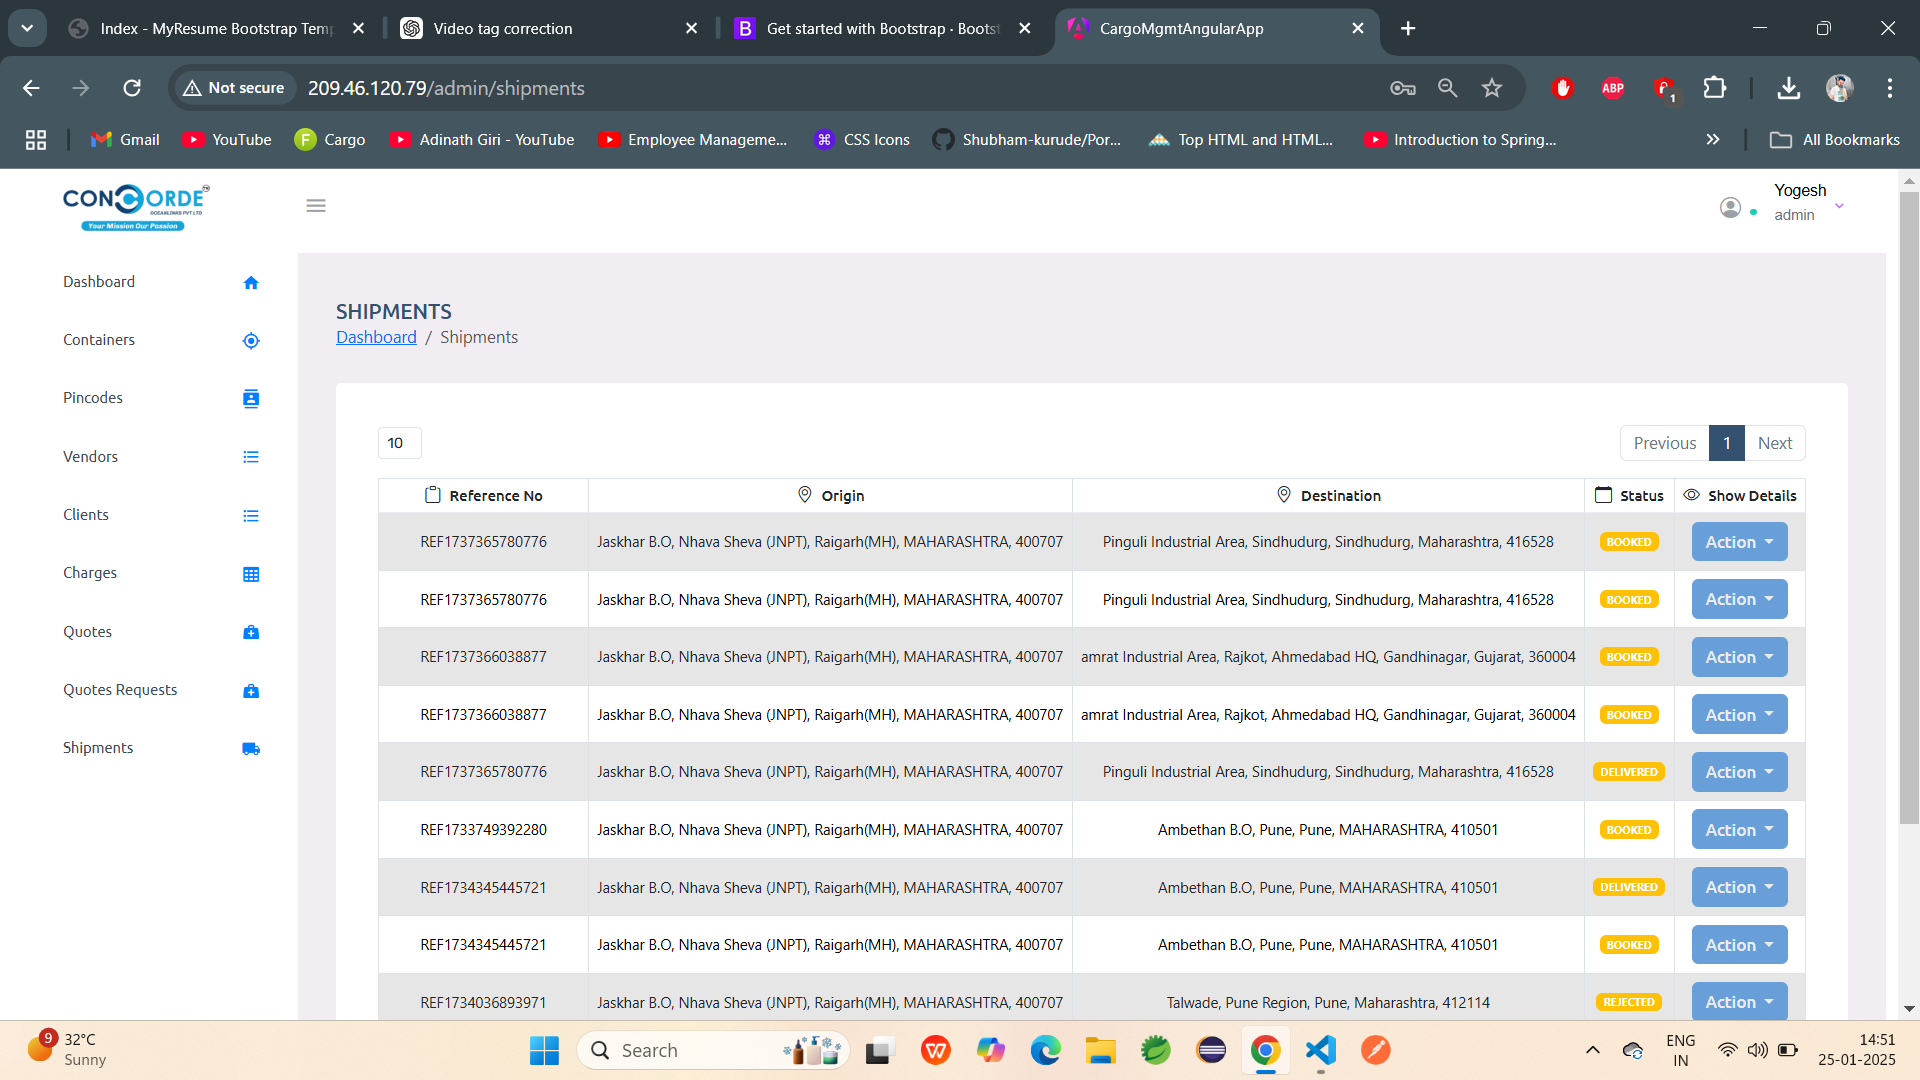 Index - MyResume Bootstrap Temp
Video tag correction
Get started with Bootstrap · Boots
CargoMgmtAngularApp
Not secure
209.46.120.79/admin/shipments
ABP
1
Gmail
YouTube
Cargo
Adinath Giri - YouTube
Employee Manageme...
CSS Icons
Shubham-kurude/Por...
Top HTML and HTML...
Introduction to Spring...
All Bookmarks
CONCORDE
OCEANLINKS PVT LTD
Your Mission Our Passion
Yogesh
admin
Dashboard
Containers
Pincodes
Vendors
Clients
Charges
Quotes
Quotes Requests
Shipments
SHIPMENTS
Dashboard / Shipments
10
Previous 1 Next
Reference No Origin Destination Status Show Details
REF1737365780776 Jaskhar B.O, Nhava Sheva (JNPT), Raigarh(MH), MAHARASHTRA, 400707 Pinguli Industrial Area, Sindhudurg, Sindhudurg, Maharashtra, 416528 BOOKED Action
REF1737365780776 Jaskhar B.O, Nhava Sheva (JNPT), Raigarh(MH), MAHARASHTRA, 400707 Pinguli Industrial Area, Sindhudurg, Sindhudurg, Maharashtra, 416528 BOOKED Action
REF1737366038877 Jaskhar B.O, Nhava Sheva (JNPT), Raigarh(MH), MAHARASHTRA, 400707 amrat Industrial Area, Rajkot, Ahmedabad HQ, Gandhinagar, Gujarat, 360004 BOOKED Action
REF1737366038877 Jaskhar B.O, Nhava Sheva (JNPT), Raigarh(MH), MAHARASHTRA, 400707 amrat Industrial Area, Rajkot, Ahmedabad HQ, Gandhinagar, Gujarat, 360004 BOOKED Action
REF1737365780776 Jaskhar B.O, Nhava Sheva (JNPT), Raigarh(MH), MAHARASHTRA, 400707 Pinguli Industrial Area, Sindhudurg, Sindhudurg, Maharashtra, 416528 DELIVERED Action
REF1733749392280 Jaskhar B.O, Nhava Sheva (JNPT), Raigarh(MH), MAHARASHTRA, 400707 Ambethan B.O, Pune, Pune, MAHARASHTRA, 410501 BOOKED Action
REF1734345445721 Jaskhar B.O, Nhava Sheva (JNPT), Raigarh(MH), MAHARASHTRA, 400707 Ambethan B.O, Pune, Pune, MAHARASHTRA, 410501 DELIVERED Action
REF1734345445721 Jaskhar B.O, Nhava Sheva (JNPT), Raigarh(MH), MAHARASHTRA, 400707 Ambethan B.O, Pune, Pune, MAHARASHTRA, 410501 BOOKED Action
REF1734036893971 Jaskhar B.O, Nhava Sheva (JNPT), Raigarh(MH), MAHARASHTRA, 400707 Talwade, Pune Region, Pune, Maharashtra, 412114 REJECTED Action
9
32°C
Sunny
Search
ENG
IN
14:51
25-01-2025